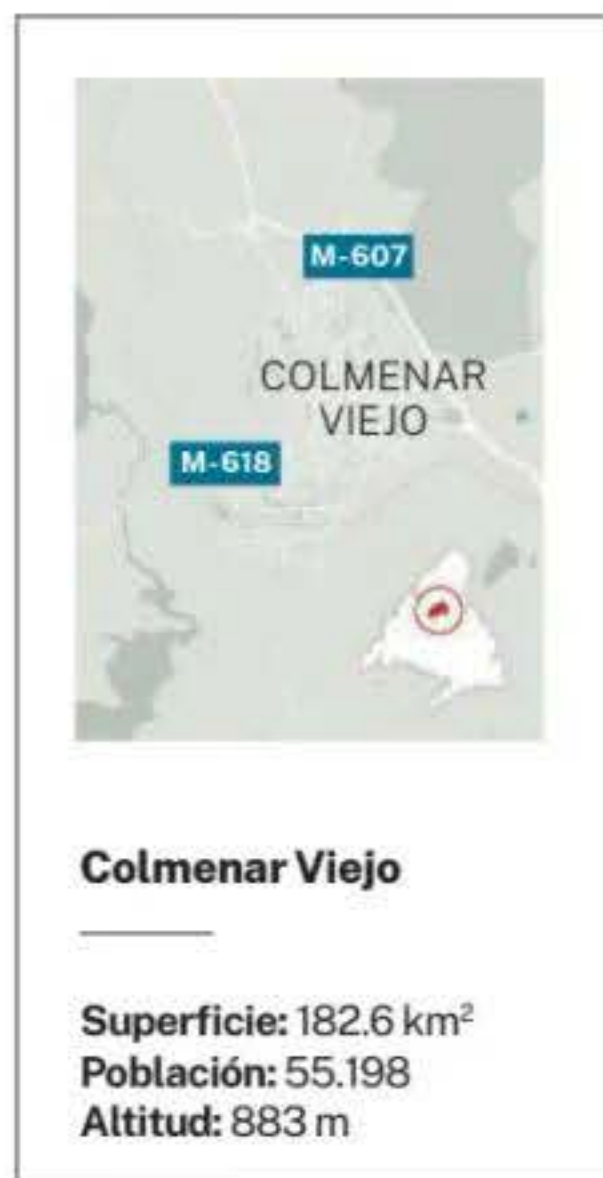 M-607
COLMENAR
VIEJO
M-618
Colmenar Viejo
Superficie: 182.6 km²
Población: 55.198
Altitud: 883 m